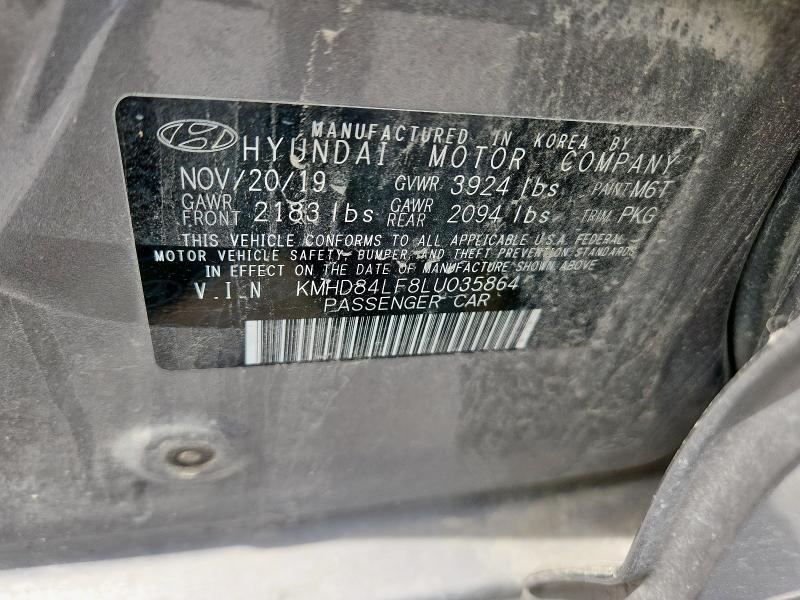 MANUFACTURED IN KOREA BY
HYUNDAI MOTOR COMPANY
NOV/20/19 GVWR 3924 lbs PAINT M6T
GAWR FRONT 2183 lbs GAWR REAR 2094 lbs TRIM PKG
THIS VEHICLE CONFORMS TO ALL APPLICABLE U.S.A. FEDERAL
MOTOR VEHICLE SAFETY, BUMPER, AND THEFT PREVENTION STANDARDS
IN EFFECT ON THE DATE OF MANUFACTURE SHOWN ABOVE
V.I.N KMHD84LF8LU035864
PASSENGER CAR